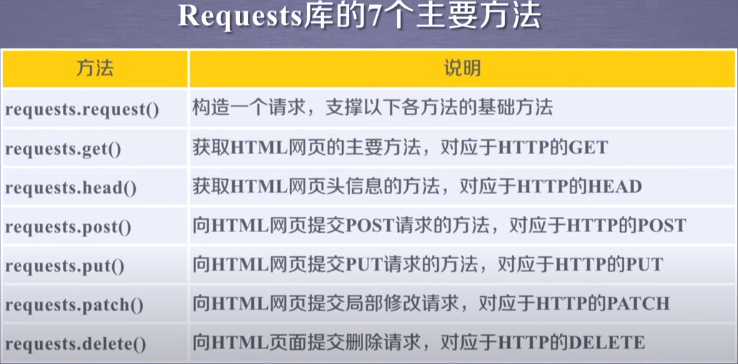 Requests库的7个主要方法
方法 说明
requests.request() 构造一个请求，支撑以下各方法的基础方法
requests.get() 获取HTML网页的主要方法，对应于HTTP的GET
requests.head() 获取HTML网页头信息的方法，对应于HTTP的HEAD
requests.post() 向HTML网页提交POST请求的方法，对应于HTTP的POST
requests.put() 向HTML网页提交PUT请求的方法，对应于HTTP的PUT
requests.patch() 向HTML网页提交局部修改请求，对应于HTTP的PATCH
requests.delete() 向HTML页面提交删除请求，对应于HTTP的DELETE